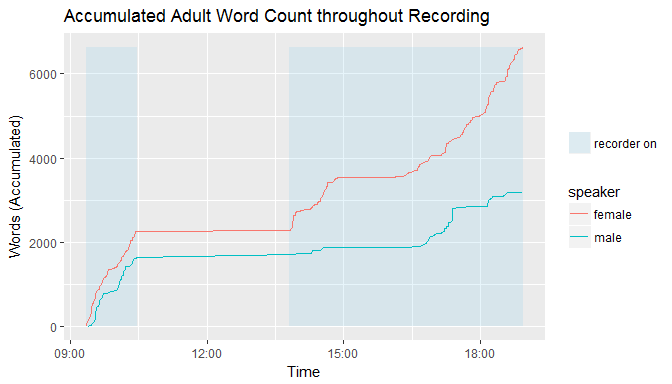 Accumulated Adult Word Count throughout Recording
Words (Accumulated)
6000
4000
2000
0
09:00
12:00
15:00
18:00
Time
recorder on
speaker
female
male